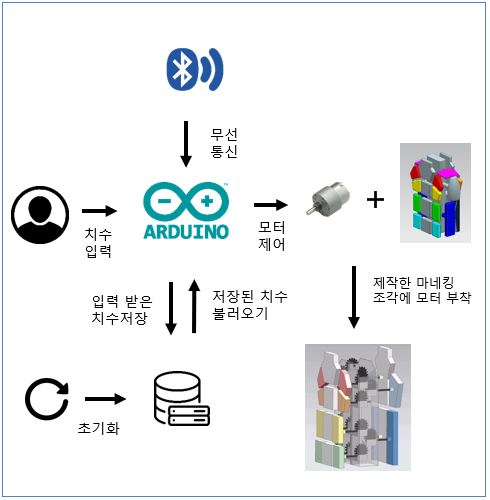 무선
통신
ARDUINO
TM
치수
입력
모터
제어
입력 받은
치수저장
저장된 치수
불러오기
제작한 마네킹
조각에 모터 부착
초기화